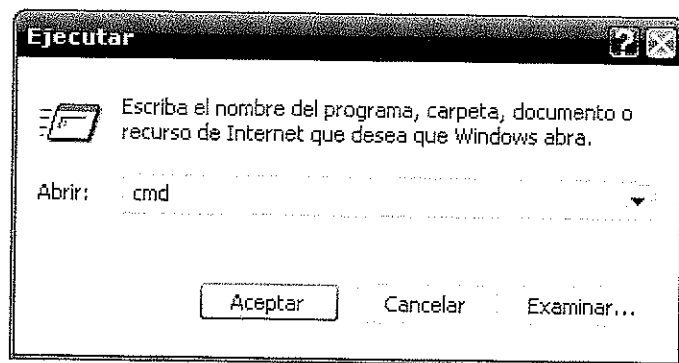 Ejecutar
Escriba el nombre del programa, carpeta, documento o
recurso de Internet que desea que Windows abra.
Abrir: cmd
Aceptar Cancelar Examinar...